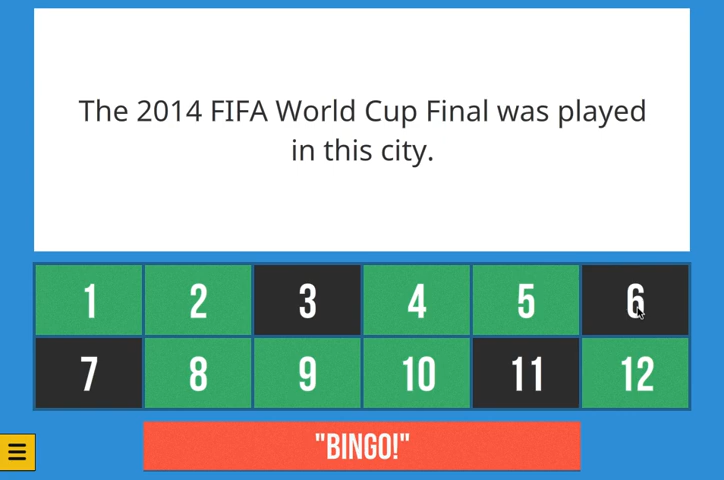 The 2014 FIFA World Cup Final was played
in this city.
1 2 3 4 5 6
7 8 9 10 11 12
"BINGO!"